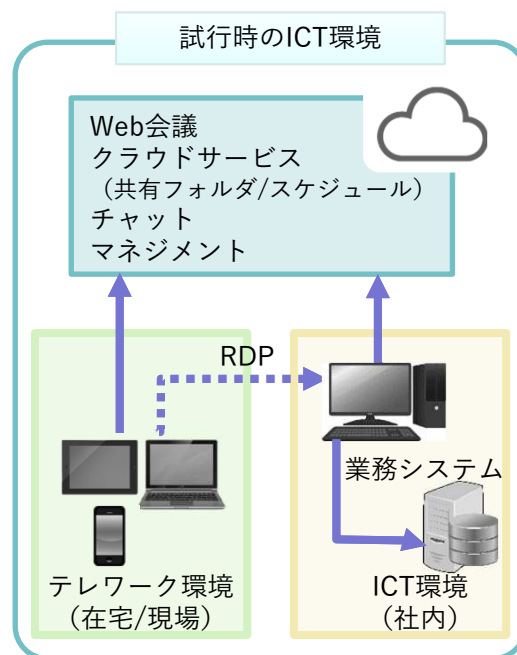 試行時のICT環境
Web会議
クラウドサービス
（共有フォルダ/スケジュール）
チャット
マネジメント
RDP
業務システム
テレワーク環境
（在宅/現場）
ICT環境
（社内）